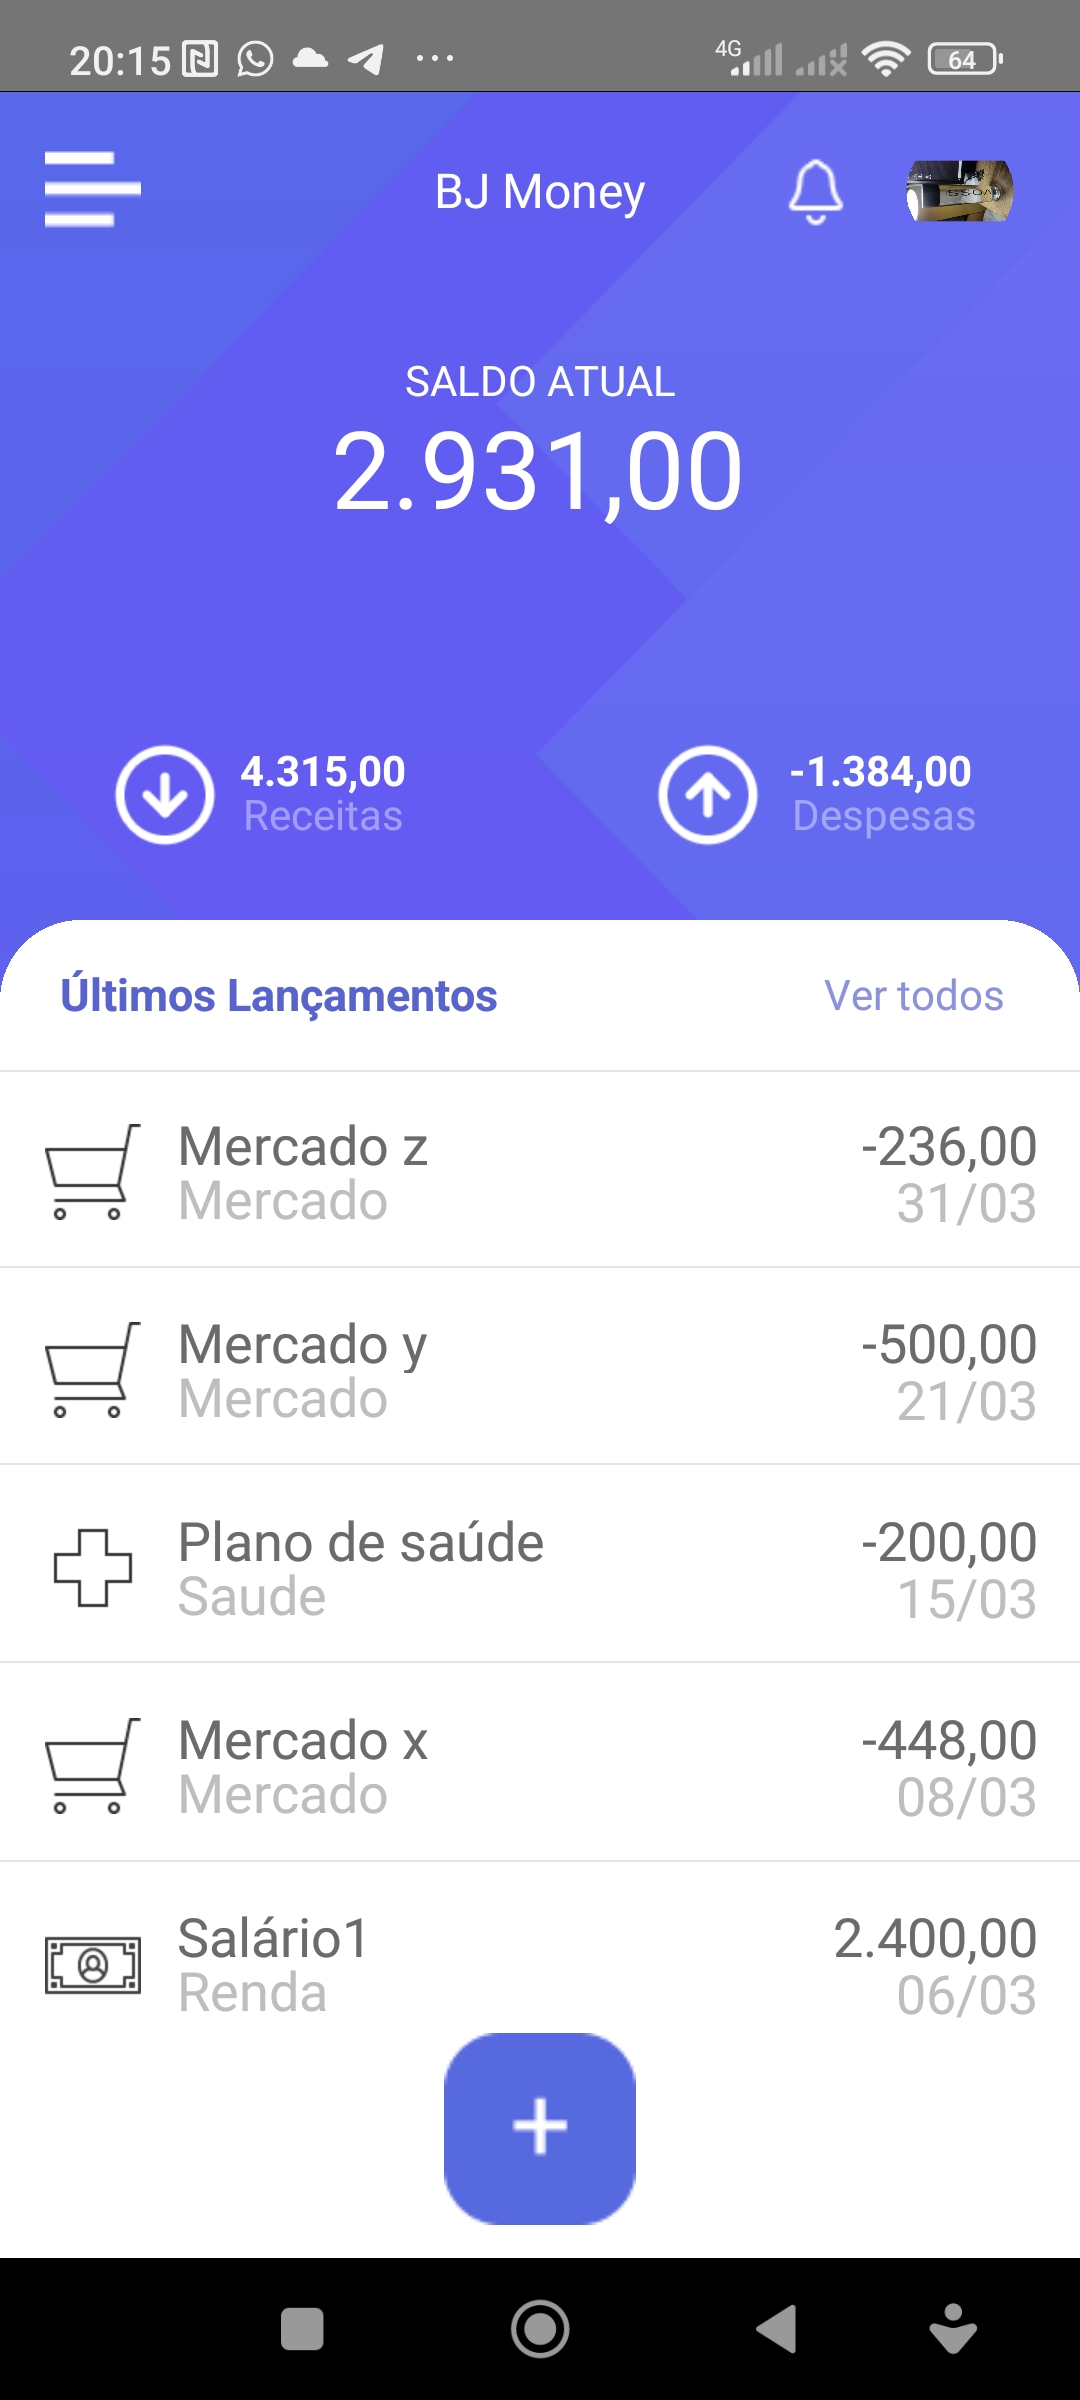 20:15
4G
64
BJ Money
SALDO ATUAL
2.931,00
4.315,00
Receitas
-1.384,00
Despesas
Últimos Lançamentos
Ver todos
Mercado z
-236,00
Mercado
31/03
Mercado y
-500,00
Mercado
21/03
Plano de saúde
-200,00
Saude
15/03
Mercado x
-448,00
Mercado
08/03
Salário1
2.400,00
Renda
06/03
+